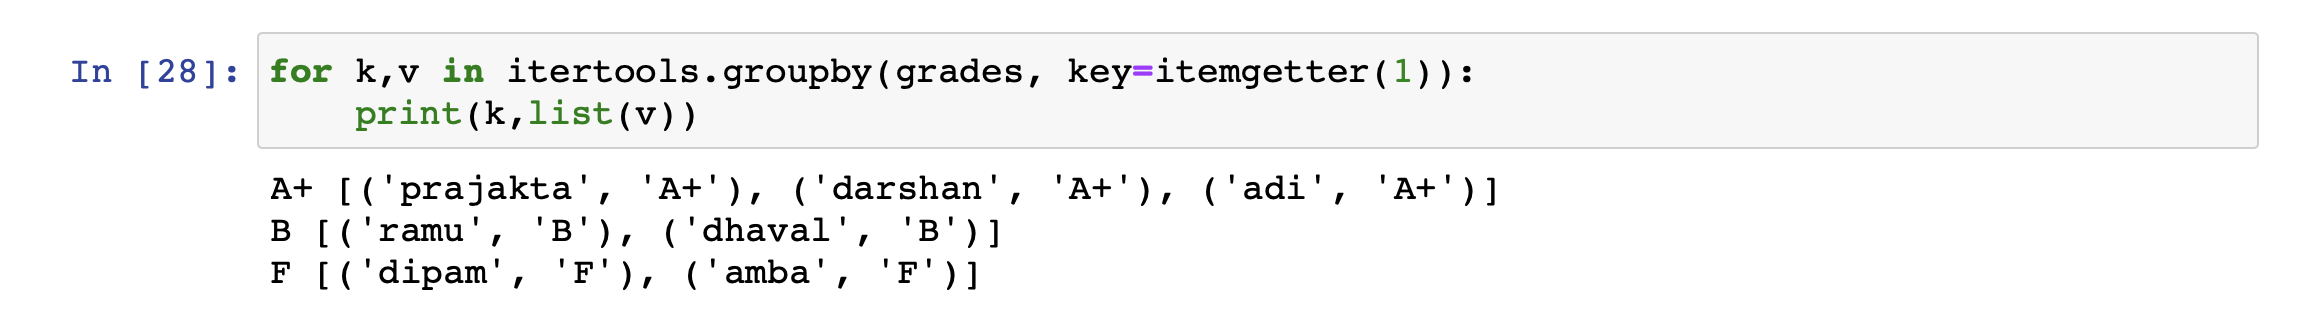 In [28]: for k,v in itertools.groupby(grades, key=itemgetter(1)):
    print(k,list(v))
A+ [('prajakta', 'A+'), ('darshan', 'A+'), ('adi', 'A+')]
B [('ramu', 'B'), ('dhaval', 'B')]
F [('dipam', 'F'), ('amba', 'F')]